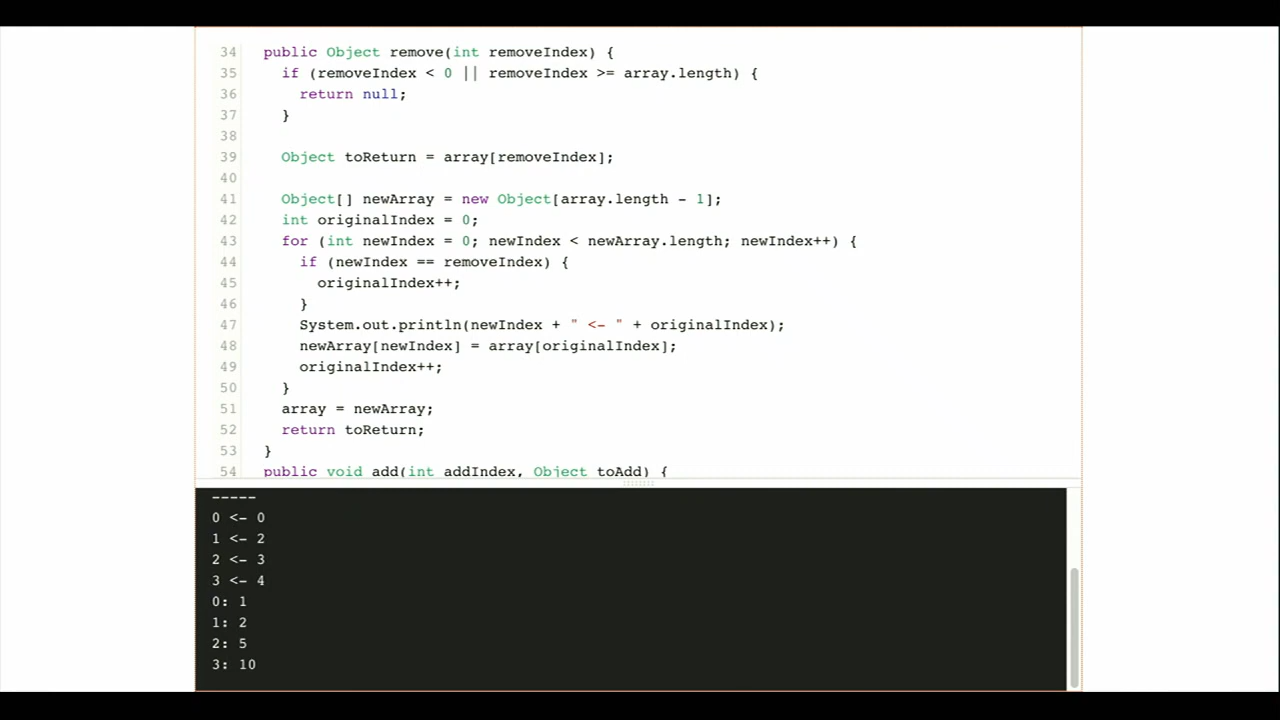 34 public Object remove(int removeIndex) {
35 if (removeIndex < 0 || removeIndex >= array.length) {
36 return null;
37 }
38
39 Object toReturn = array[removeIndex];
40
41 Object[] newArray = new Object[array.length - 1];
42 int originalIndex = 0;
43 for (int newIndex = 0; newIndex < newArray.length; newIndex++) {
44 if (newIndex == removeIndex) {
45 originalIndex++;
46 }
47 System.out.println(newIndex + " <- " + originalIndex);
48 newArray[newIndex] = array[originalIndex];
49 originalIndex++;
50 }
51 array = newArray;
52 return toReturn;
53 }
54 public void add(int addIndex, Object toAdd) {
-----
0 <- 0
1 <- 2
2 <- 3
3 <- 4
0: 1
1: 2
2: 5
3: 10